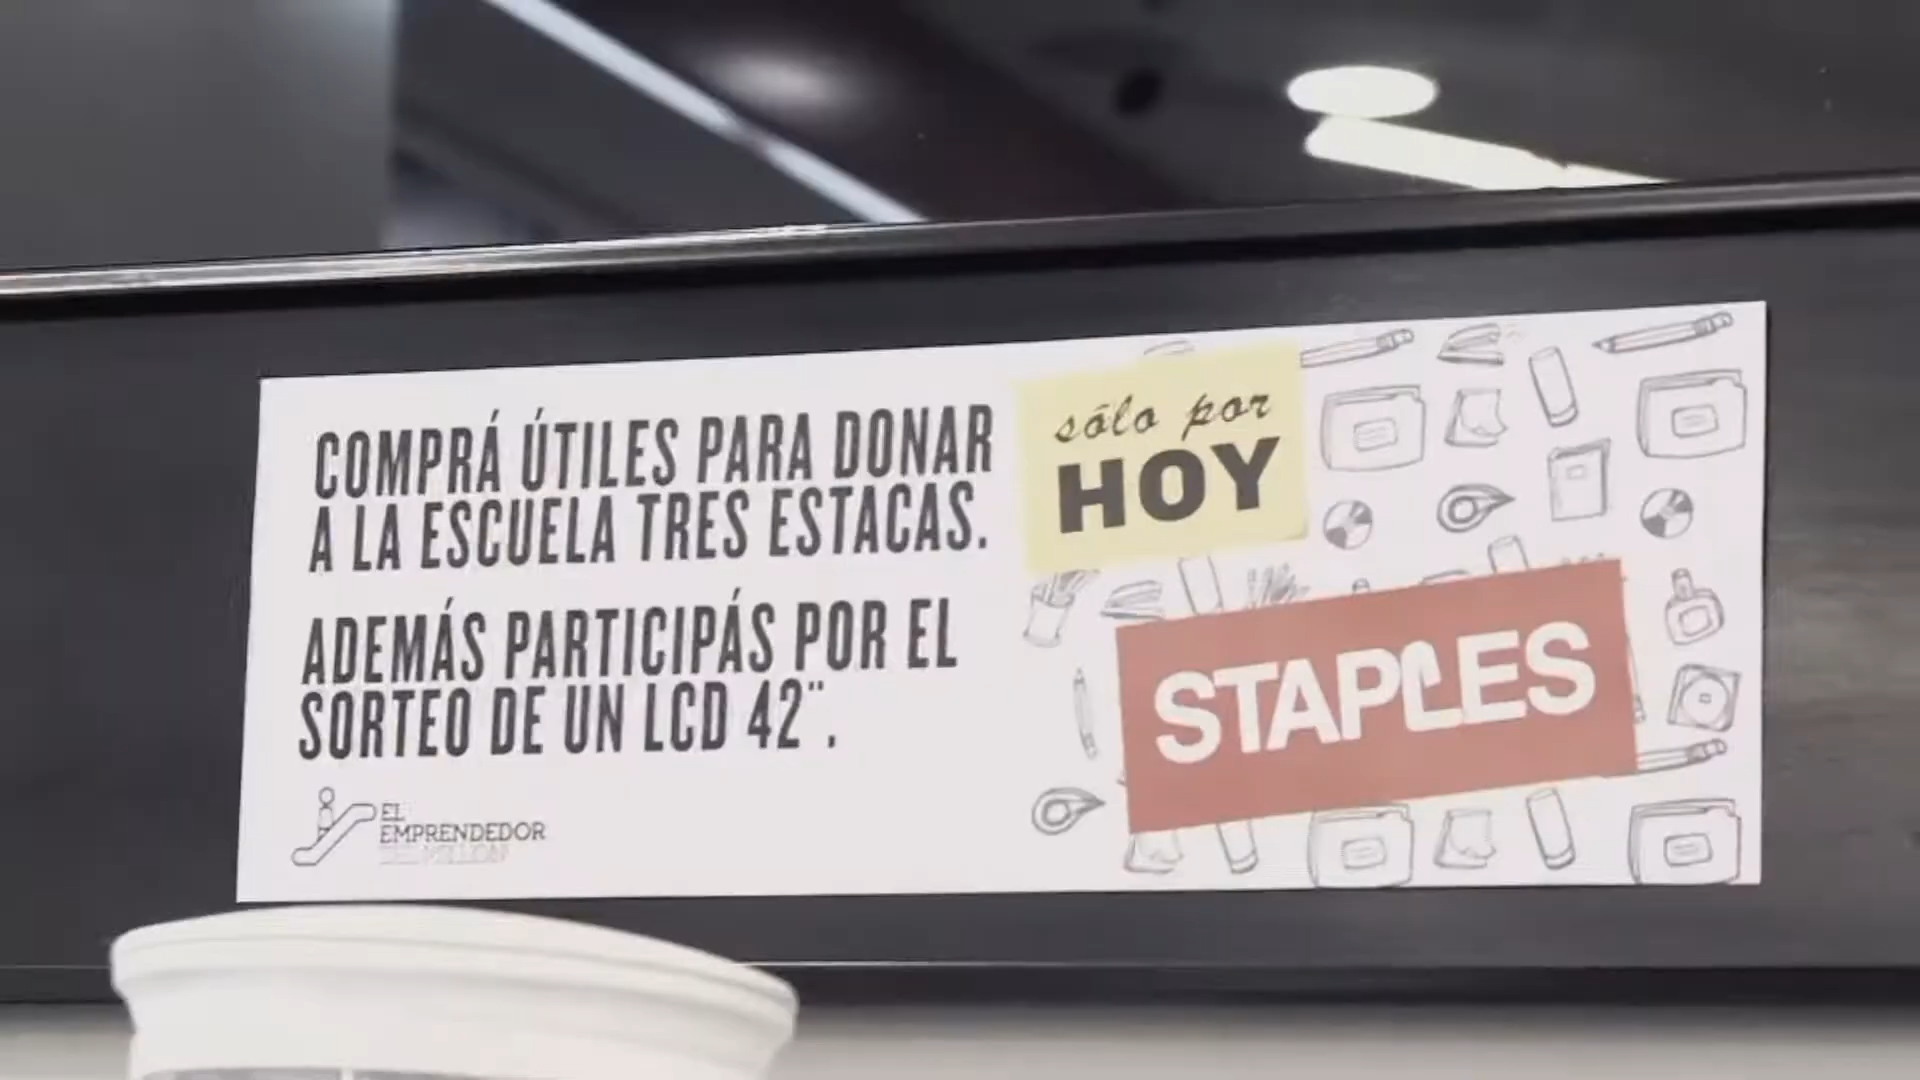 COMPRÁ ÚTILES PARA DONAR
A LA ESCUELA TRES ESTACAS.
ADEMÁS PARTICIPÁS POR EL
SORTEO DE UN LCD 42¨.
EL
EMPRENDEDOR
sólo por
HOY
STAPLES